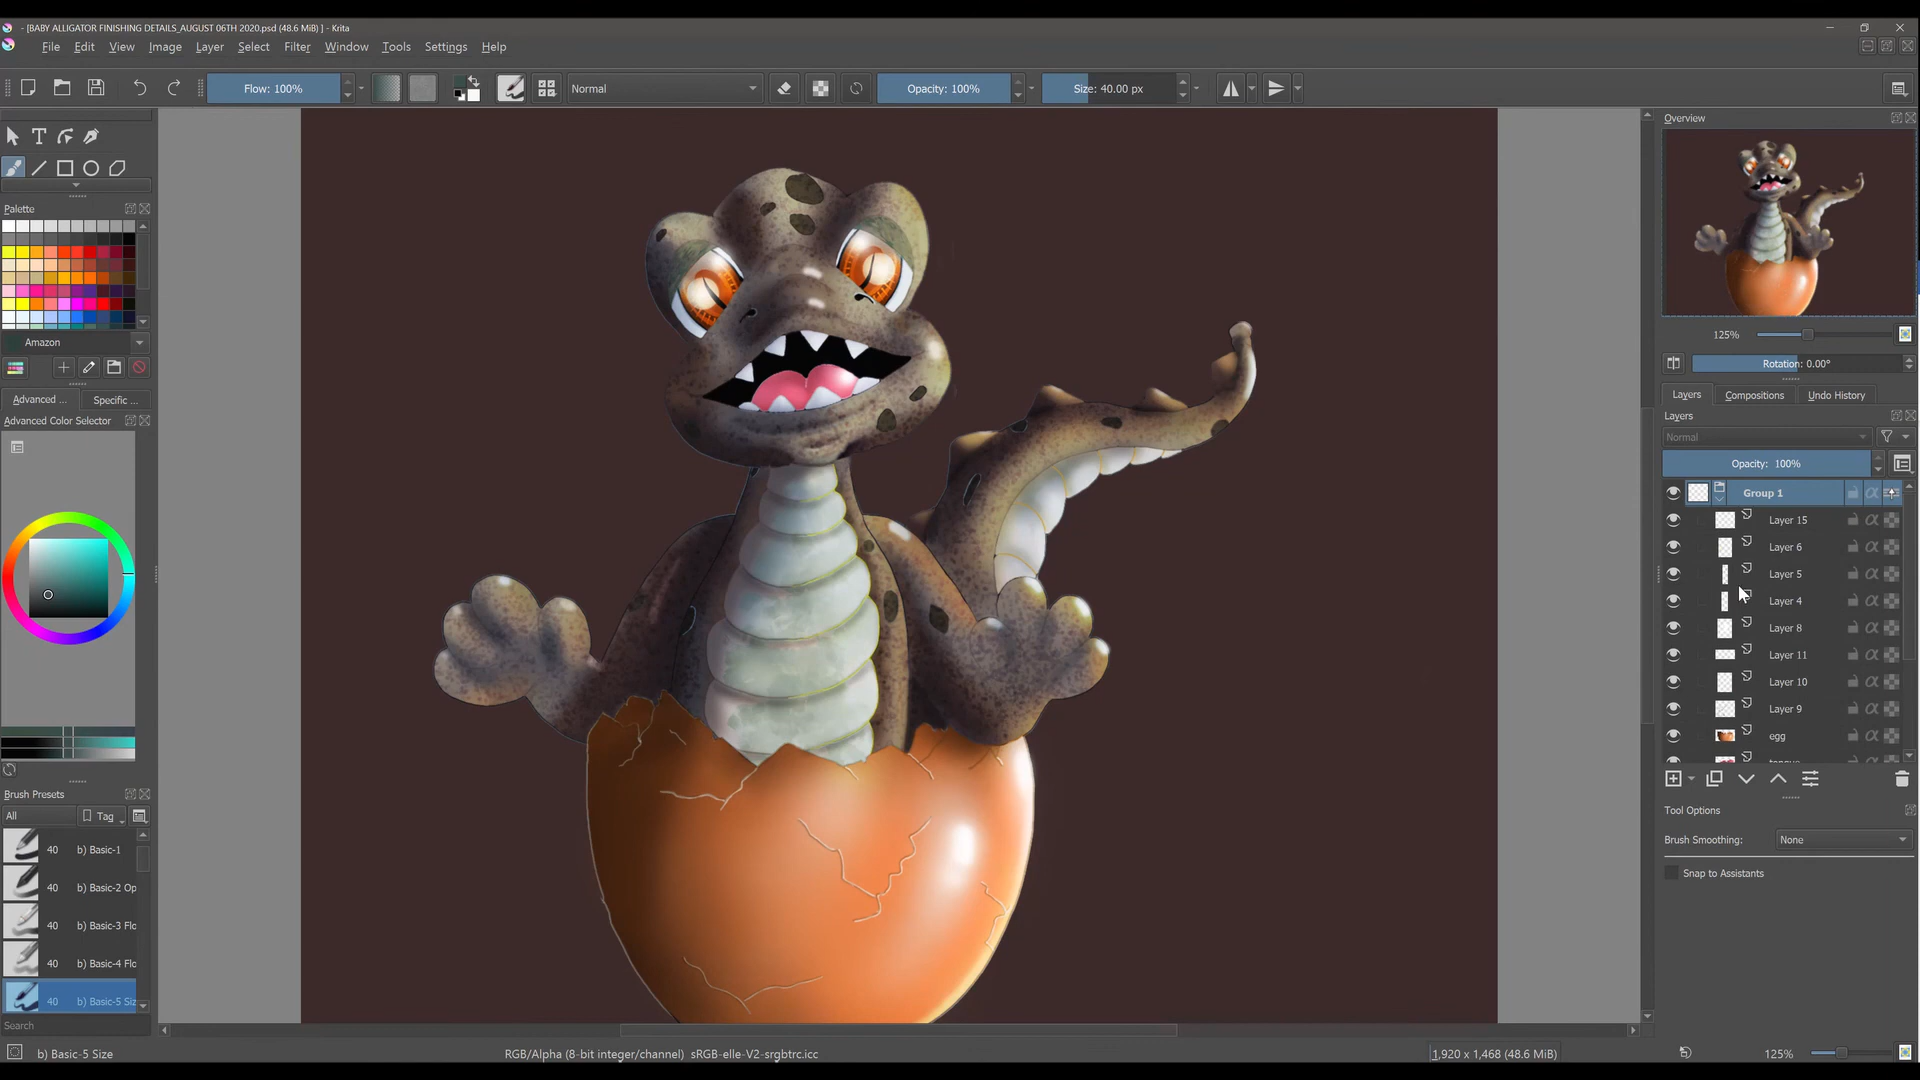 - [BABY ALLIGATOR FINISHING DETAILS_AUGUST 06TH 2020.psd (48.6 MiB) ] - Krita
File Edit View Image Layer Select Filter Window Tools Settings Help
Flow: 100%
Normal
Opacity: 100%
Size: 40.00 px
Palette
Amazon
Advanced ...
Specific ...
Advanced Color Selector
Brush Presets
All
Tag
40 b) Basic-1
40 b) Basic-2 Op
40 b) Basic-3 Flo
40 b) Basic-4 Flo
40 b) Basic-5 Siz
Search
b) Basic-5 Size
RGB/Alpha (8-bit integer/channel) sRGB-elle-V2-srgbtrc.icc
1,920 x 1,468 (48.6 MiB)
125%
Overview
125%
Rotation: 0.00°
Layers Compositions Undo History
Layers
Normal
Opacity: 100%
Group 1
Layer 15
Layer 6
Layer 5
Layer 4
Layer 8
Layer 11
Layer 10
Layer 9
egg
Tool Options
Brush Smoothing: None
Snap to Assistants